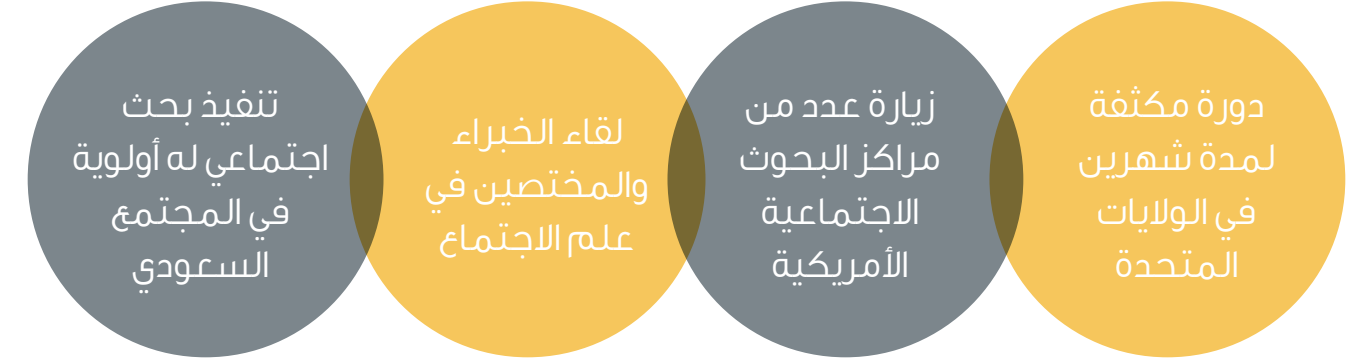 دورة مكثفة
لمدة شهرين
في الولايات
المتحدة
زيارة عدد من
مراكز البحوث
الاجتماعية
الأمريكية
لقاء الخبراء
والمختصين في
علم الاجتماع
تنفيذ بحث
اجتماعي له أولوية
في المجتمع
السعودي